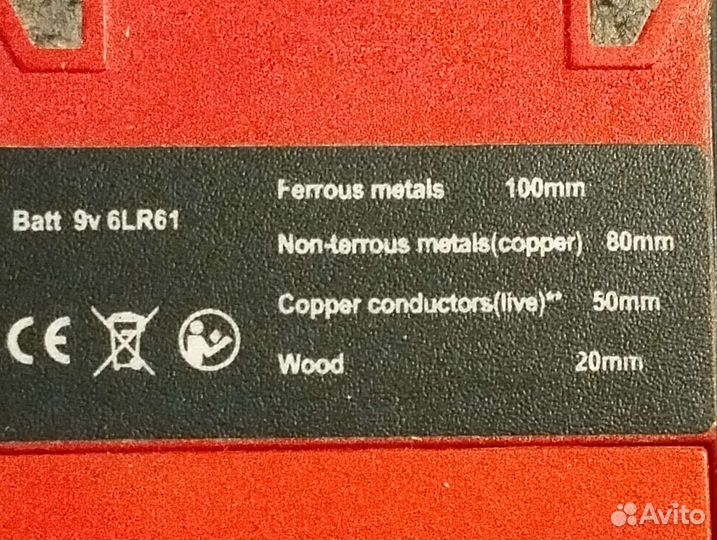 Batt 9v 6LR61
CE
Ferrous metals 100mm
Non-ferrous metals(copper) 80mm
Copper conductors(live)** 50mm
Wood 20mm
Avito